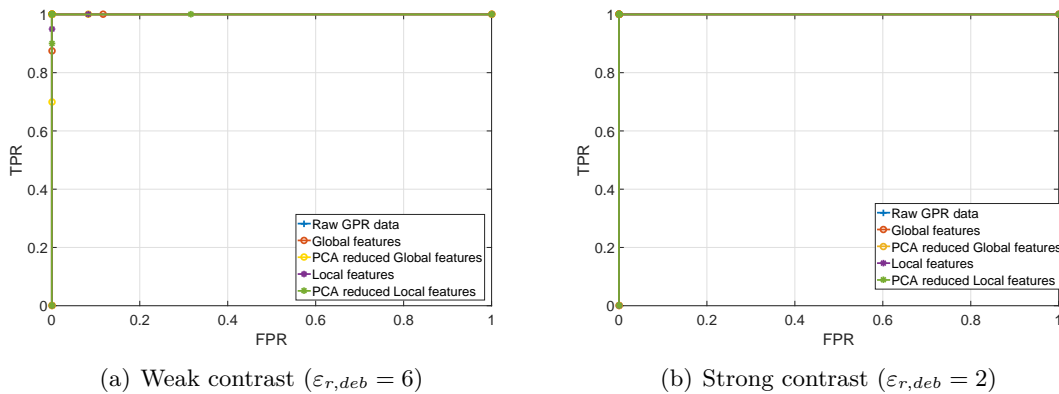 1
0.8
0.6
0.4
0.2
0
TPR
0 0.2 0.4 0.6 0.8 1
FPR
Raw GPR data
Global features
PCA reduced Global features
Local features
PCA reduced Local features
(a) Weak contrast (εr,deb = 6)
1
0.8
0.6
0.4
0.2
0
TPR
0 0.2 0.4 0.6 0.8 1
FPR
Raw GPR data
Global features
PCA reduced Global features
Local features
PCA reduced Local features
(b) Strong contrast (εr,deb = 2)